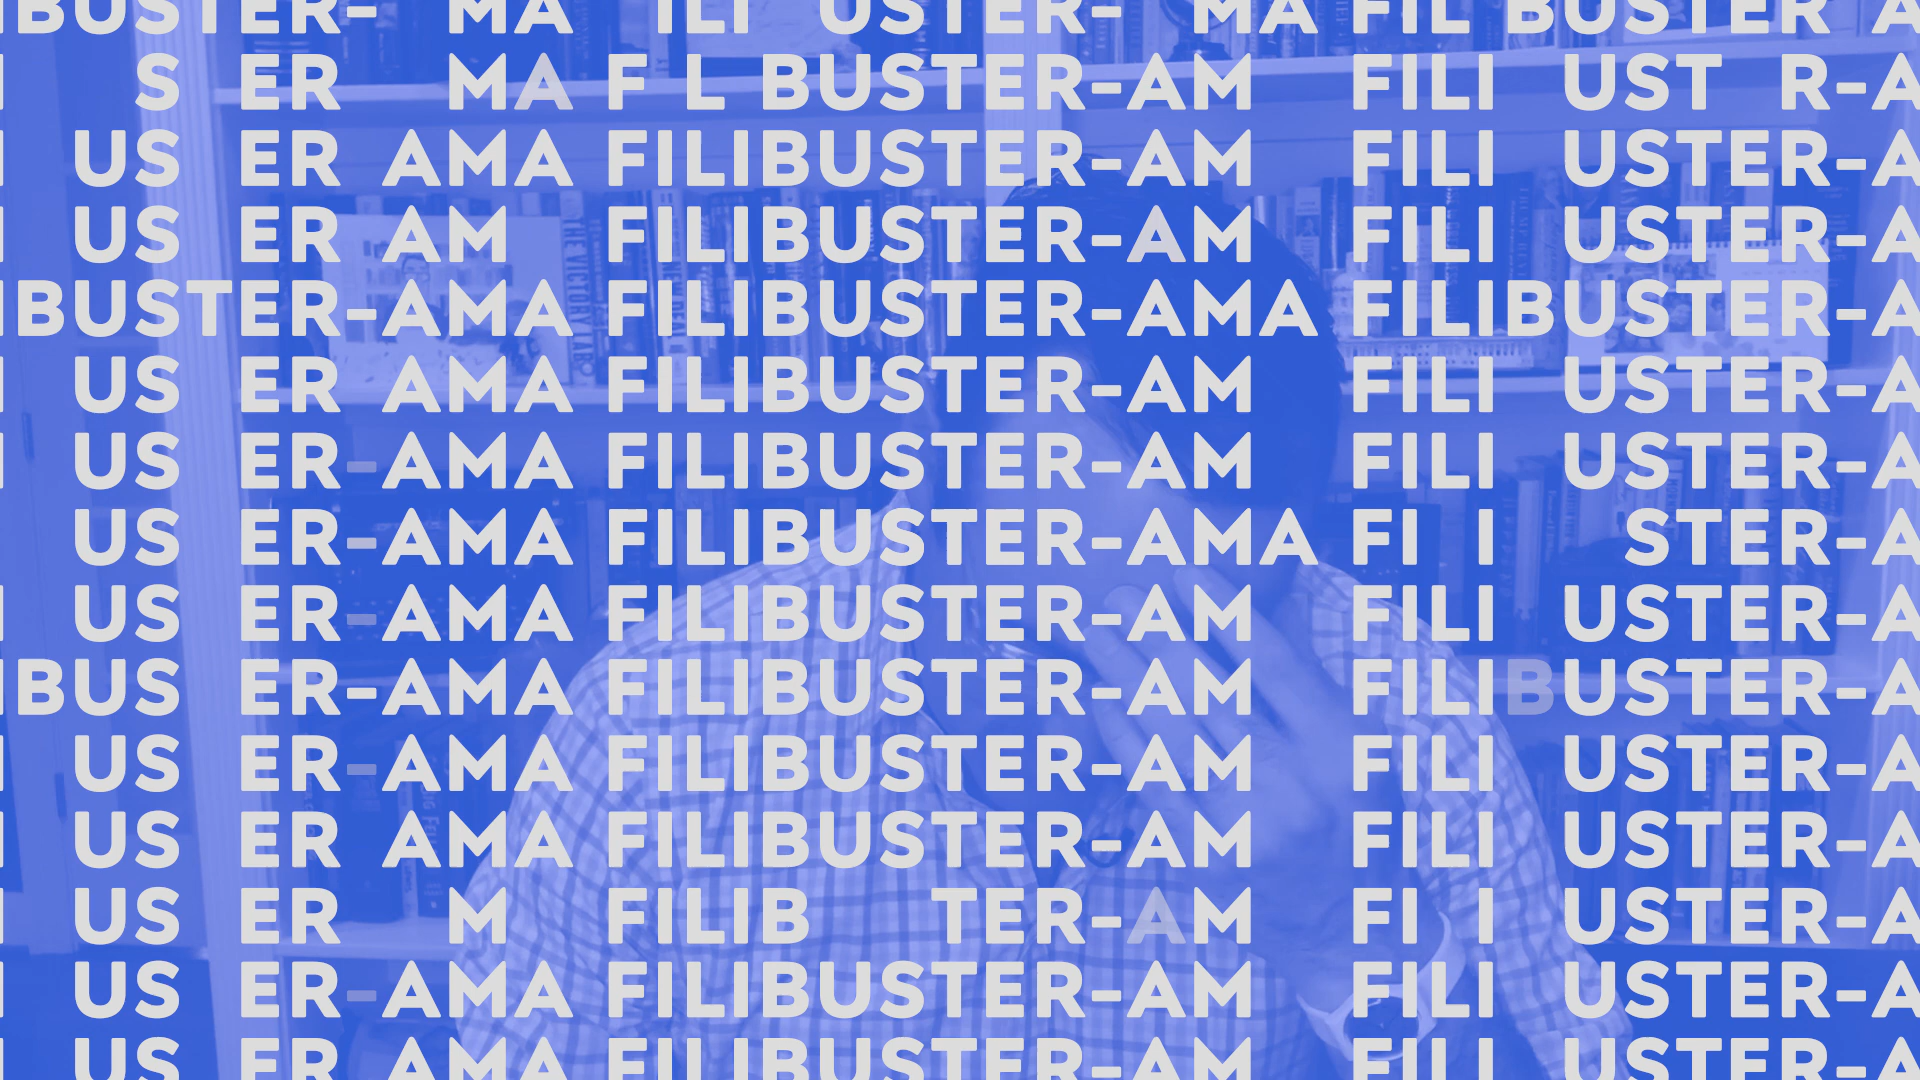 IBUSTER- MA ILI USTER- MA FIL BUSTER A
I S ER MA F L BUSTER-AM FILI UST R-A
I US ER AMA FILIBUSTER-AM FILI USTER-A
I US ER AM FILIBUSTER-AM FILI USTER-A
IBUSTER-AMA FILIBUSTER-AMA FILIBUSTER-A
I US ER AMA FILIBUSTER-AM FILI USTER-A
I US ER-AMA FILIBUSTER-AM FILI USTER-A
US ER-AMA FILIBUSTER-AMA FI I STER-A
I US ER-AMA FILIBUSTER-AM FILI USTER-A
IBUS ER-AMA FILIBUSTER-AM FILIBUSTER-A
I US ER-AMA FILIBUSTER-AM FILI USTER-A
I US ER AMA FILIBUSTER-AM FILI USTER-A
I US ER M FILIB TER-AM FI I USTER-A
I US ER-AMA FILIBUSTER-AM FILI USTER-A
I US ER AMA FILIBUSTER-AM FILI USTER-A
THE VICTORY LAB